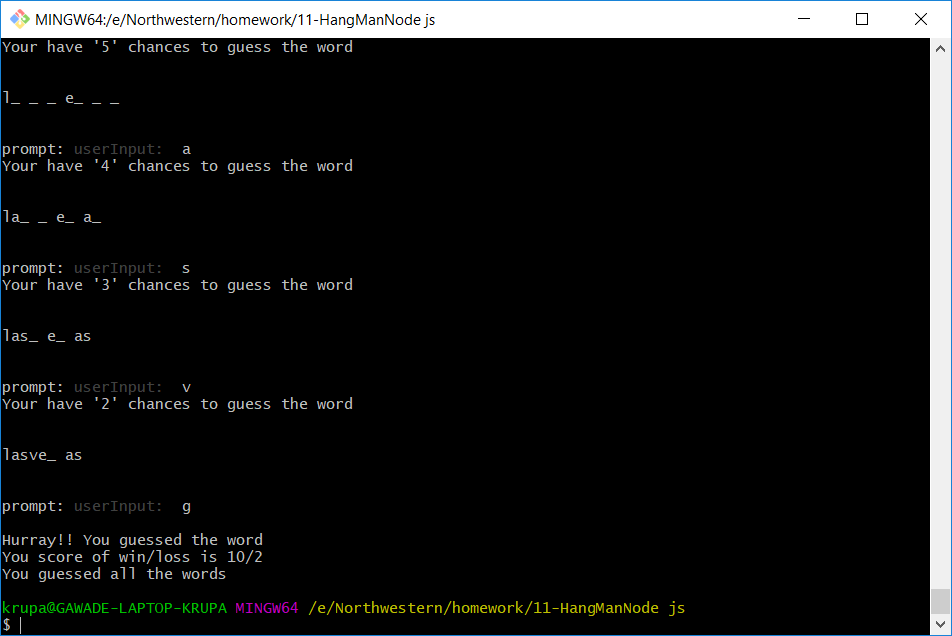 MINGW64:/e/Northwestern/homework/11-HangManNode js
Your have '5' chances to guess the word
l_ _ _ e_ _ _
prompt: userInput:  a
Your have '4' chances to guess the word
la_ _ e_ a_
prompt: userInput:  s
Your have '3' chances to guess the word
las_ e_ as
prompt: userInput:  v
Your have '2' chances to guess the word
lasve_ as
prompt: userInput:  g
Hurray!! You guessed the word
You score of win/loss is 10/2
You guessed all the words
krupa@GAWADE-LAPTOP-KRUPA MINGW64 /e/Northwestern/homework/11-HangManNode js
$